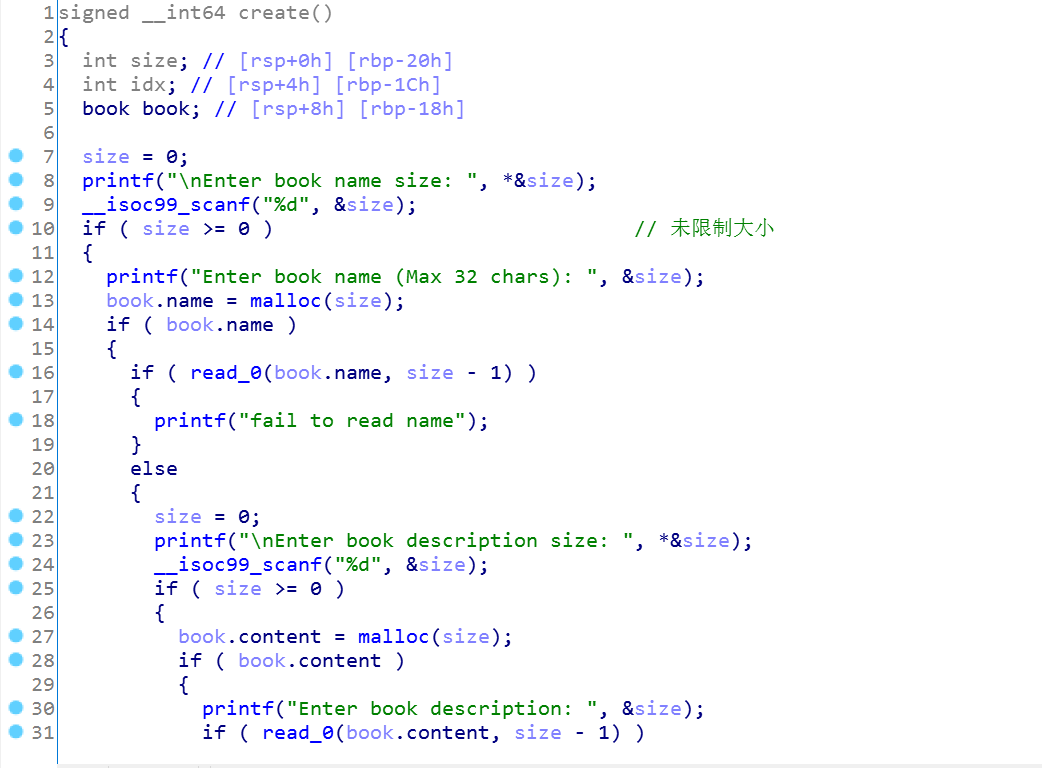 1 signed __int64 create()
2 {
3   int size; // [rsp+0h] [rbp-20h]
4   int idx; // [rsp+4h] [rbp-1Ch]
5   book book; // [rsp+8h] [rbp-18h]
6
7   size = 0;
8   printf("\nEnter book name size: ", *&size);
9   __isoc99_scanf("%d", &size);
10   if ( size >= 0 )                              // 未限制大小
11   {
12     printf("Enter book name (Max 32 chars): ", &size);
13     book.name = malloc(size);
14     if ( book.name )
15     {
16       if ( read_0(book.name, size - 1) )
17       {
18         printf("fail to read name");
19       }
20       else
21       {
22         size = 0;
23         printf("\nEnter book description size: ", *&size);
24         __isoc99_scanf("%d", &size);
25         if ( size >= 0 )
26         {
27           book.content = malloc(size);
28           if ( book.content )
29           {
30             printf("Enter book description: ", &size);
31             if ( read_0(book.content, size - 1) )